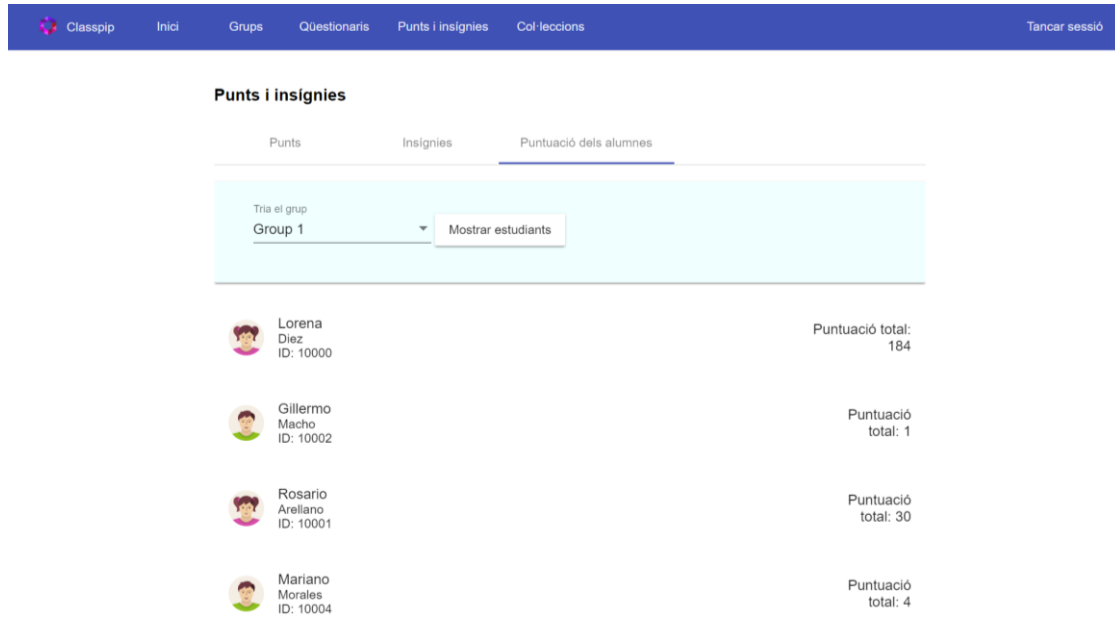 Classpip Inici Grups Qüestionaris Punts i insígnies Col·leccions Tancar sessió
Punts i insígnies
Punts Insígnies Puntuació dels alumnes
Tria el grup
Group 1 Mostrar estudiants
Lorena
Diez
ID: 10000
Puntuació total:
184
Gillermo
Macho
ID: 10002
Puntuació
total: 1
Rosario
Arellano
ID: 10001
Puntuació
total: 30
Mariano
Morales
ID: 10004
Puntuació
total: 4